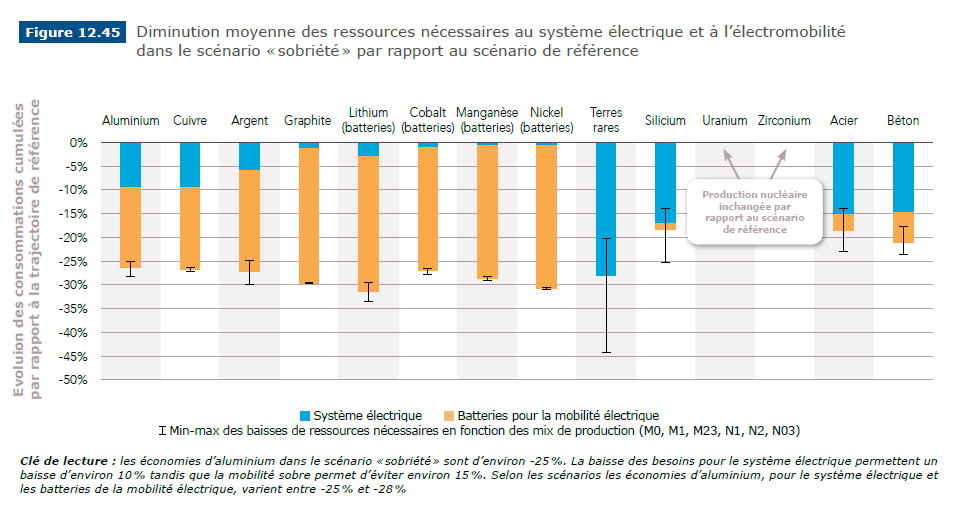 Figure 12.45
Diminution moyenne des ressources nécessaires au système électrique et à l'électromobilité
dans le scénario « sobriété » par rapport au scénario de référence
Evoluion des consommations cumulées
par rapport à la trajectoire de référence
Aluminium
Cuivre
Argent
Graphite
Lithium
(batteries)
Cobalt
(batteries)
Manganèse
(batteries)
Nickel
(batteries)
Terres
rares
Silicium
Uranium
Zirconium
Acier
Béton
0%
-5%
-10%
-15%
-20%
-25%
-30%
-35%
-40%
-45%
-50%
Production nucléaire
inchangée par
rapport au scénario
de référence
Système électrique
Batteries pour la mobilité électrique
Min-max des baisses de ressources nécessaires en fonction des mix de production (M0, M1, M23, N1, N2, N03)
Clé de lecture : les économies d'aluminium dans le scénario « sobriété » sont d'environ -25 %. La baisse des besoins pour le système électrique permettent un
baisse d'environ 10 % tandis que la mobilité sobre permet d'éviter environ 15 %. Selon les scénarios les économies d'aluminium, pour le système électrique et
les batteries de la mobilité électrique, varient entre -25 % et -28 %